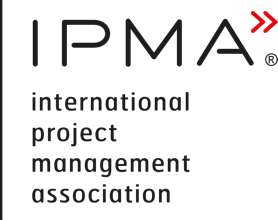 IPMA®
international
project
management
association